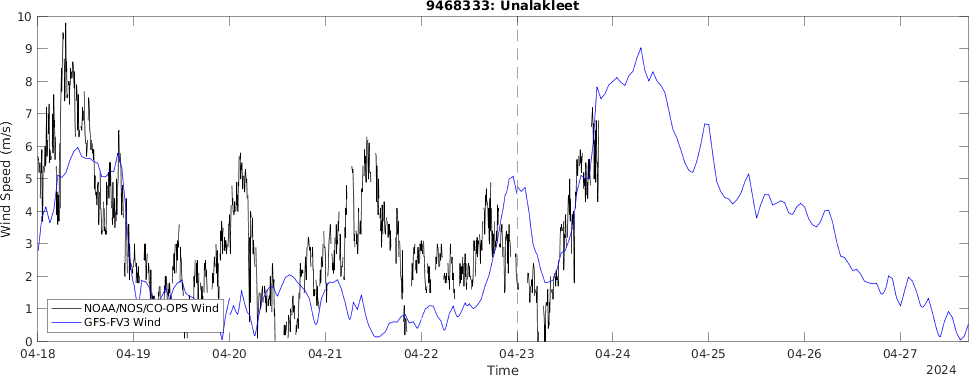 9468333: Unalakleet
10
9
8
7
6
5
4
3
2
1
0
Wind Speed (m/s)
NOAA/NOS/CO-OPS Wind
GFS-FV3 Wind
04-18 04-19 04-20 04-21 04-22 04-23 04-24 04-25 04-26 04-27
Time
2024